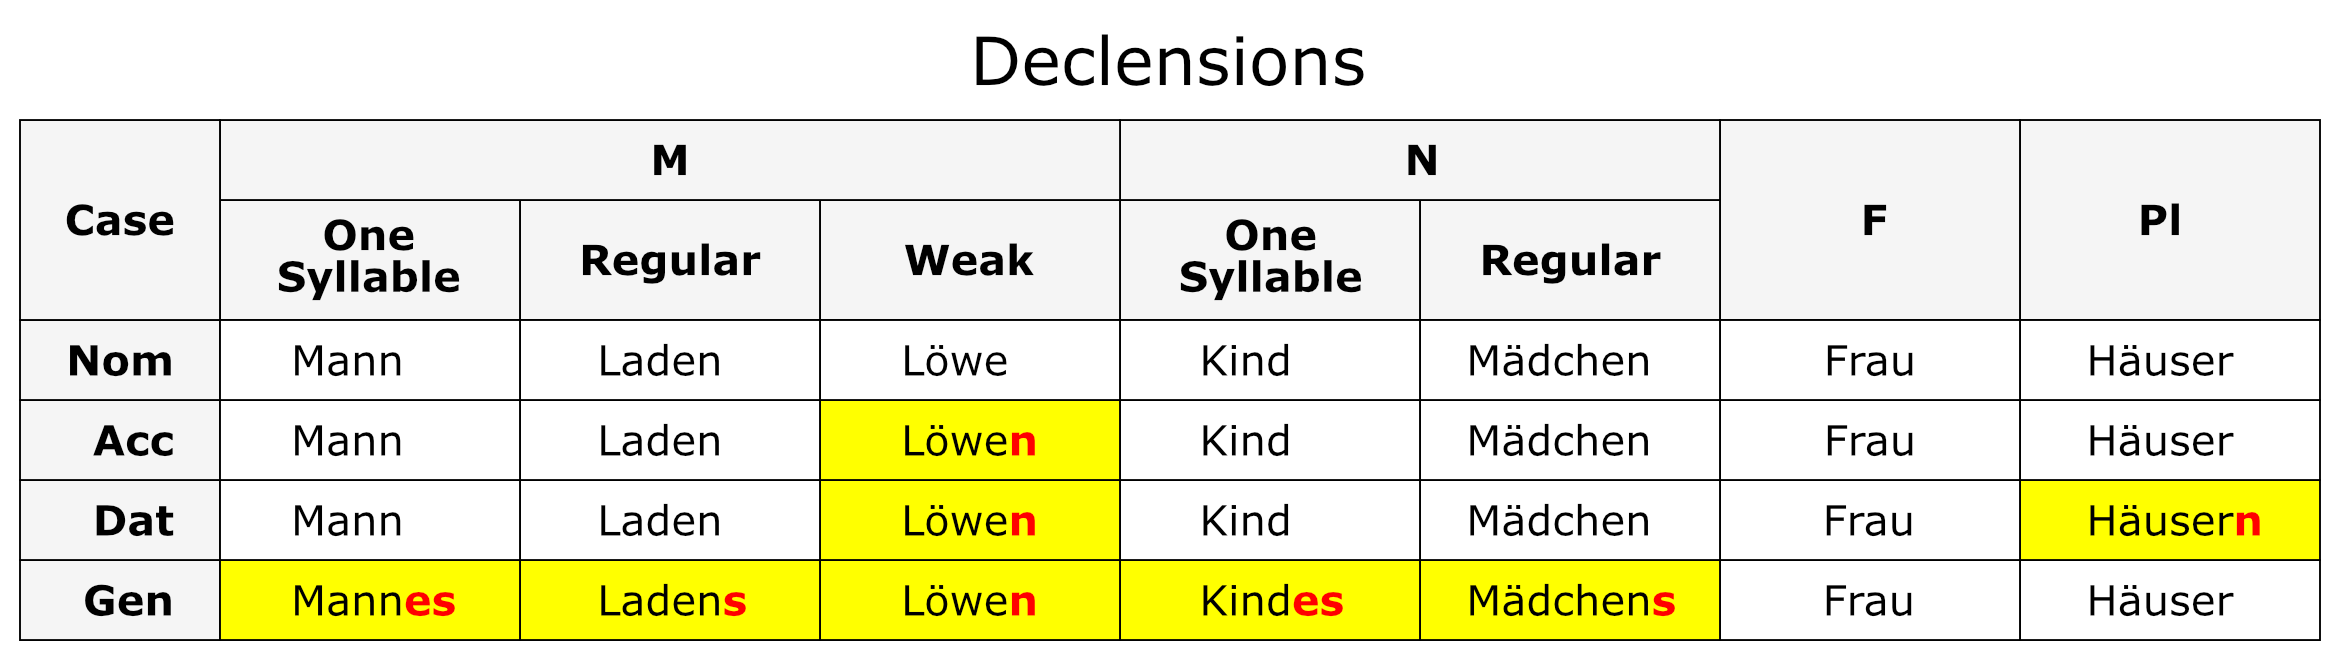 Declensions
Case M N F Pl
One Syllable Regular Weak One Syllable Regular
Nom Mann Laden Löwe Kind Mädchen Frau Häuser
Acc Mann Laden Löwen Kind Mädchen Frau Häuser
Dat Mann Laden Löwen Kind Mädchen Frau Häusern
Gen Mannes Ladens Löwen Kindes Mädchens Frau Häuser